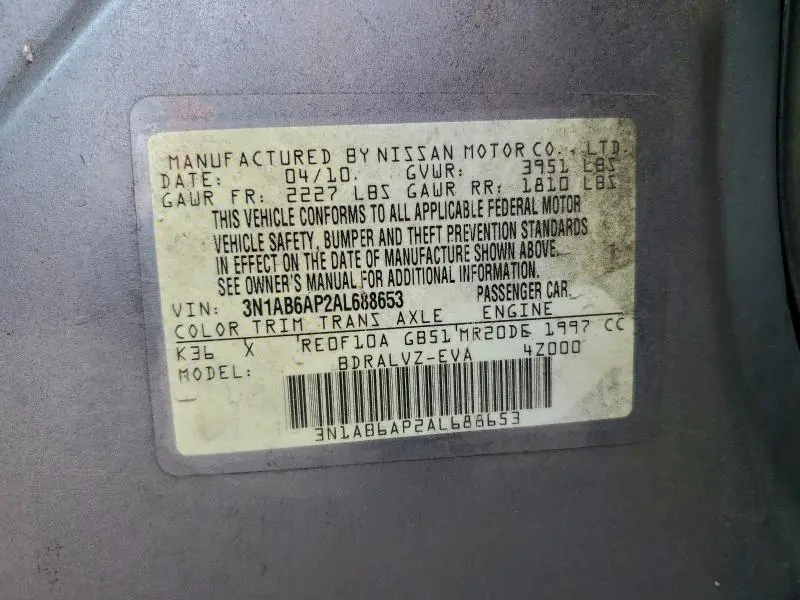 MANUFACTURED BY NISSAN MOTOR CO., LTD.
DATE: 04/10. GVWR: 3951 LBS
GAWR FR: 2227 LBS GAWR RR: 1810 LBS
THIS VEHICLE CONFORMS TO ALL APPLICABLE FEDERAL MOTOR
VEHICLE SAFETY, BUMPER AND THEFT PREVENTION STANDARDS
IN EFFECT ON THE DATE OF MANUFACTURE SHOWN ABOVE.
SEE OWNER'S MANUAL FOR ADDITIONAL INFORMATION.
VIN: 3N1AB6AP2AL688653 PASSENGER CAR.
COLOR TRIM TRANS AXLE ENGINE
K36 X RE0F10A GB51 MR20DE 1997 CC
MODEL: BDRALVZ-EVA 4Z000
3N1AB6AP2AL688653